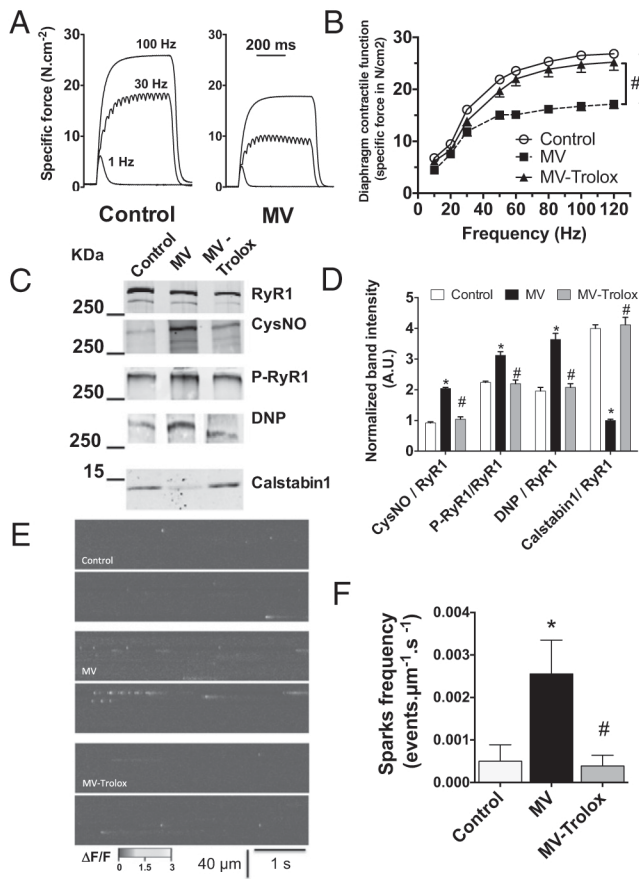 A
Specific force (N.cm⁻²)
30
20
10
0
100 Hz
30 Hz
1 Hz
Control
30
20
10
0
200 ms
MV
B
Diaphragm contractile function
(specific force in N/cm2)
30
20
10
0
Control
MV
MV-Trolox
#
0 20 40 60 80 100 120
Frequency (Hz)
C
KDa
Control
MV
MV-
Trolox
250
RyR1
250
CysNO
250
P-RyR1
250
DNP
15
Calstabin1
D
Control
MV
MV-Trolox
Normalized band intensity
(A.U.)
5
4
3
2
1
0
*
#
*
#
*
#
*
#
CysNO / RyR1
P-RyR1/RyR1
DNP / RyR1
Calstabin1/ RyR1
E
Control
MV
MV-Trolox
ΔF/F
0 1.5 3
40 µm
1 s
F
Sparks frequency
(events.µm⁻¹.s ⁻¹)
0.004
0.003
0.002
0.001
0.000
*
#
Control
MV
MV-Trolox